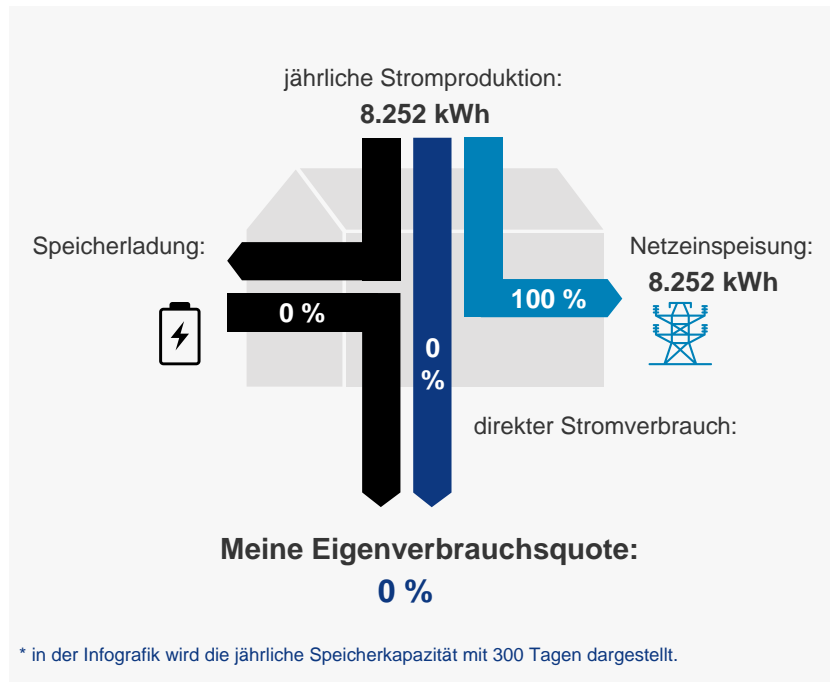 jährliche Stromproduktion:
8.252 kWh
Speicherladung:
Netzeinspeisung:
8.252 kWh
100 %
0 %
0
%
direkter Stromverbrauch:
Meine Eigenverbrauchsquote:
0 %
* in der Infografik wird die jährliche Speicherkapazität mit 300 Tagen dargestellt.